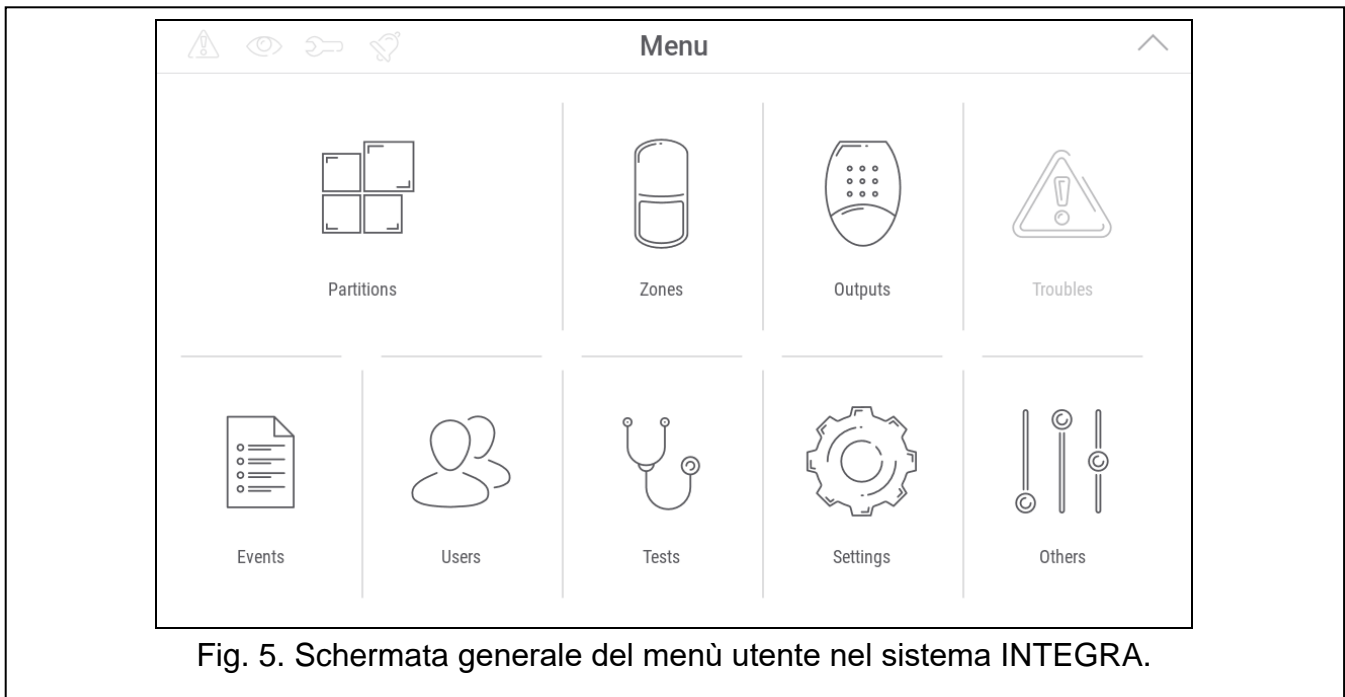 Menu
Partitions
Zones
Outputs
Troubles
Events
Users
Tests
Settings
Others
Fig. 5. Schermata generale del menù utente nel sistema INTEGRA.